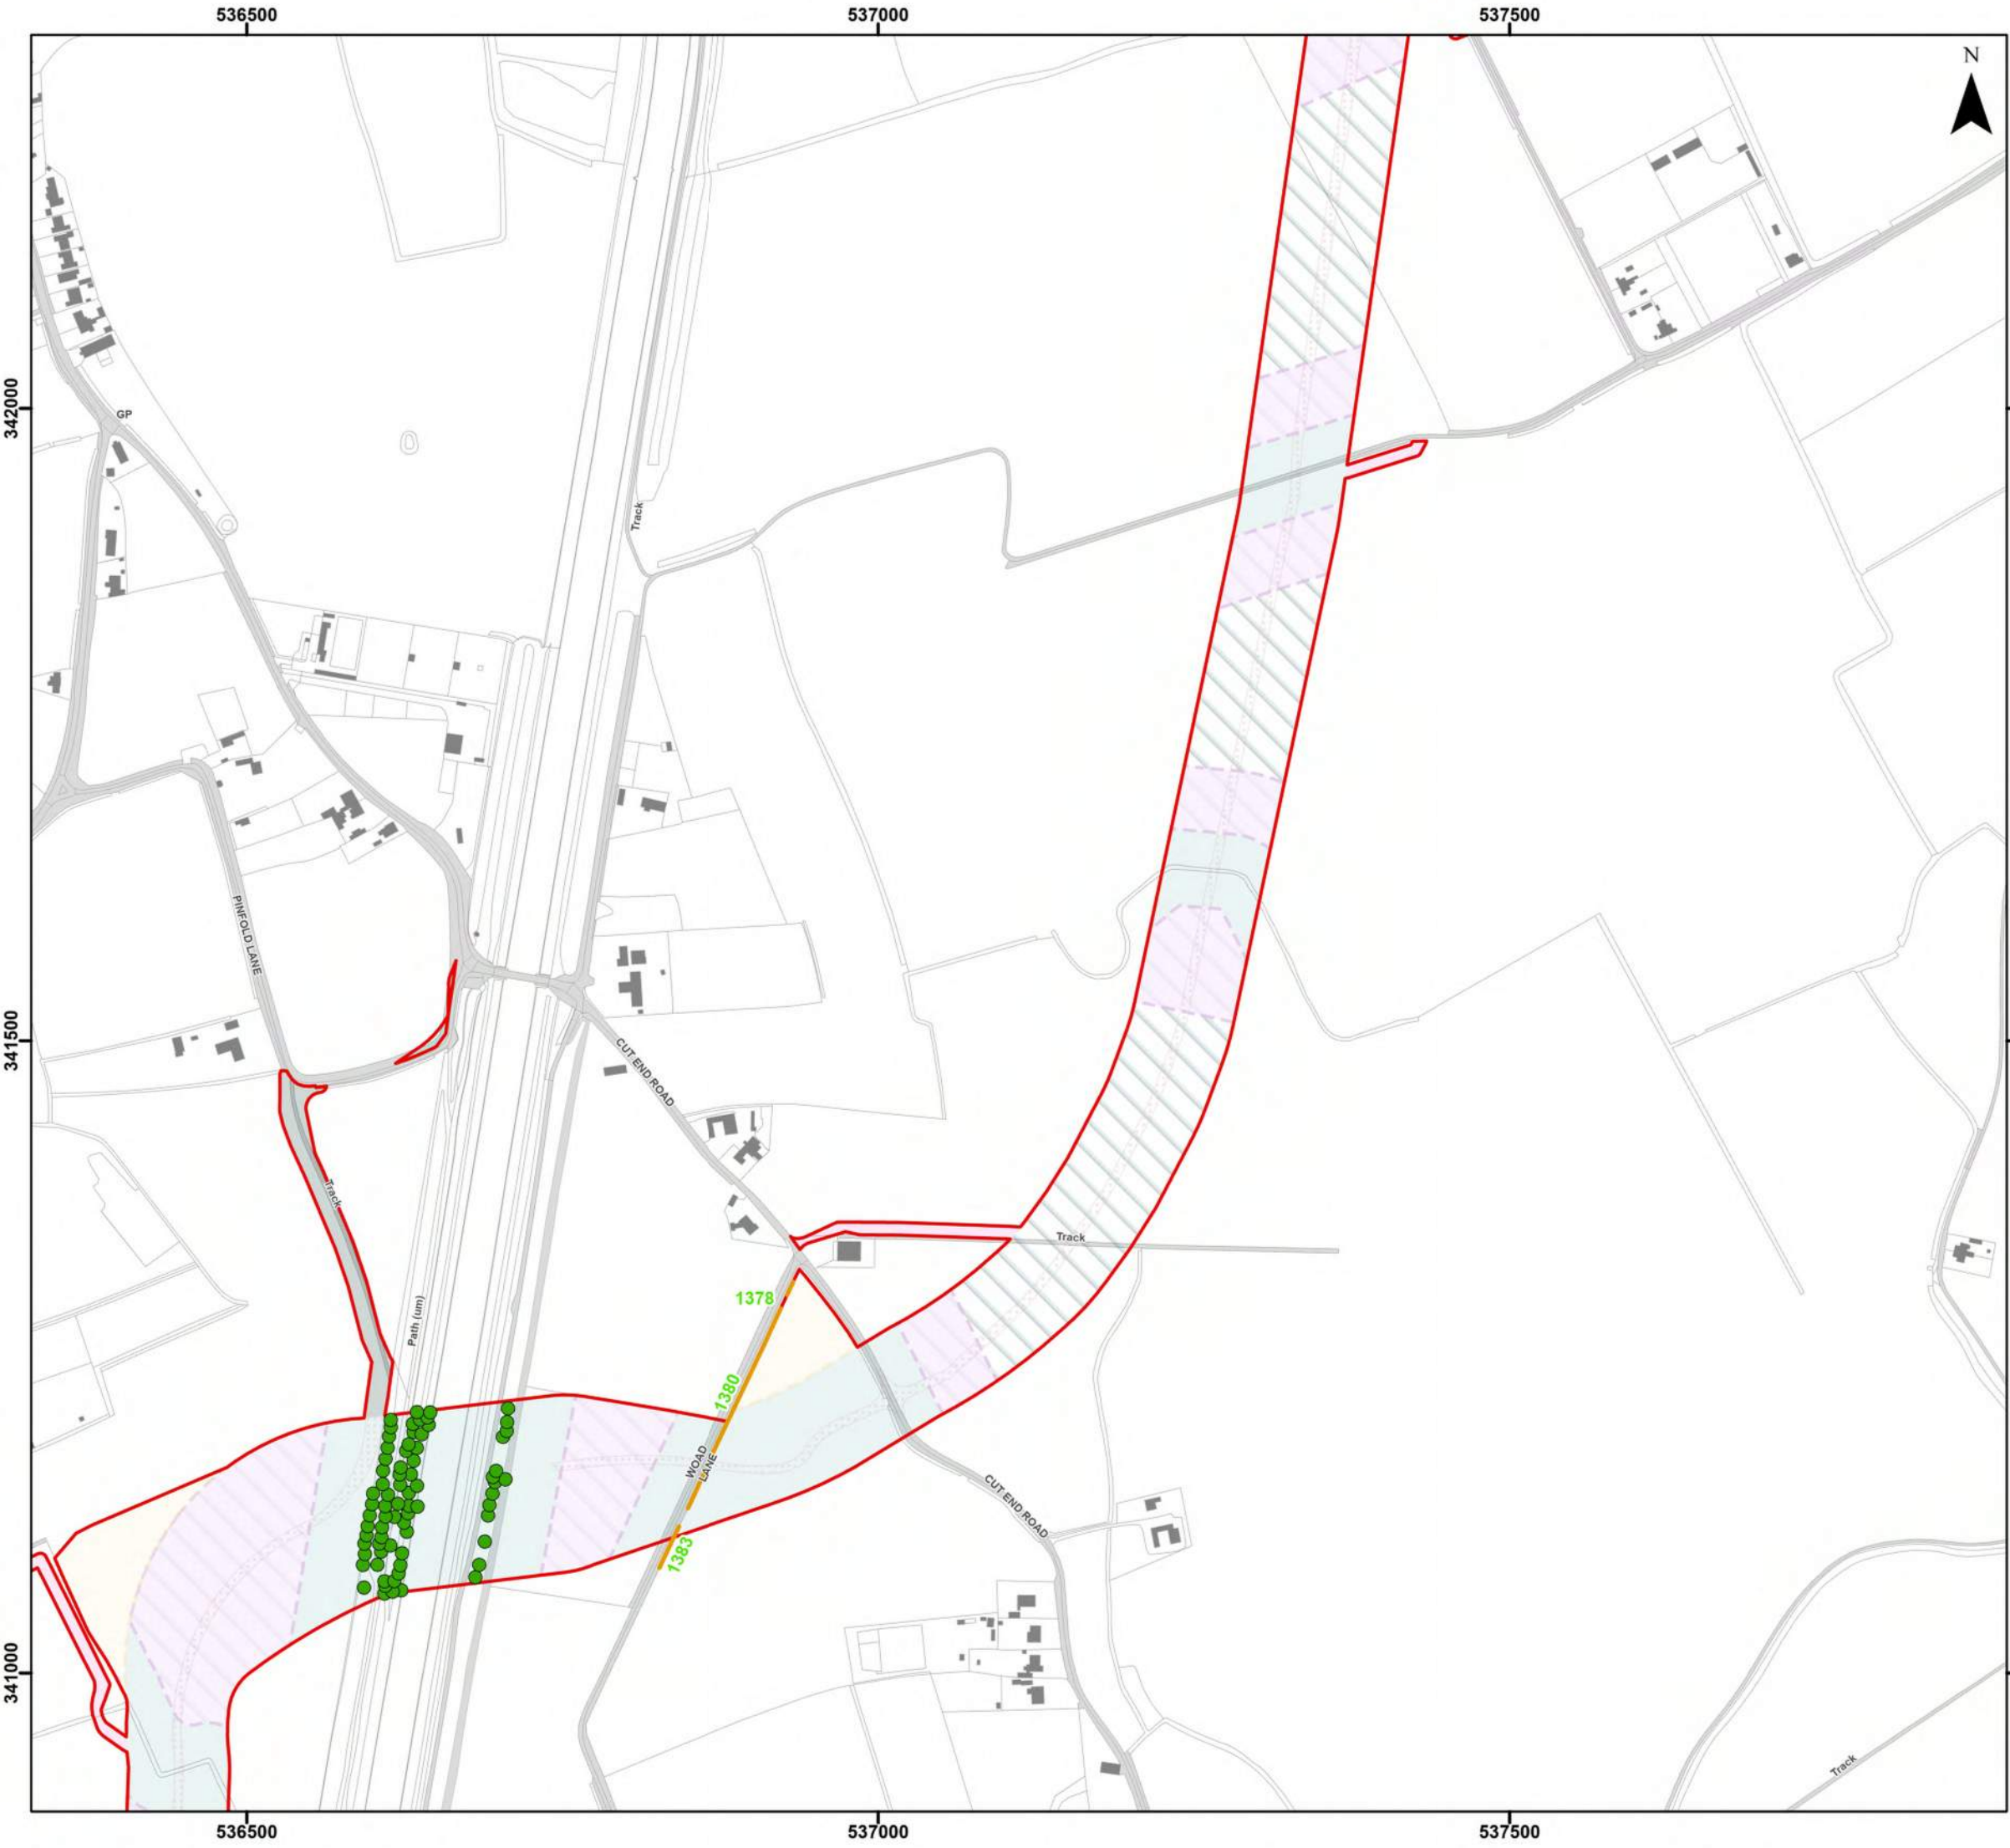 536500
537000
537500
N
342000
GP
Track
PINFOLD LANE
341500
CUT END ROAD
Track
Track
1378
Path (um)
1380
WOAD
LANE
CUT END ROAD
1383
341000
Track
536500
537000
537500